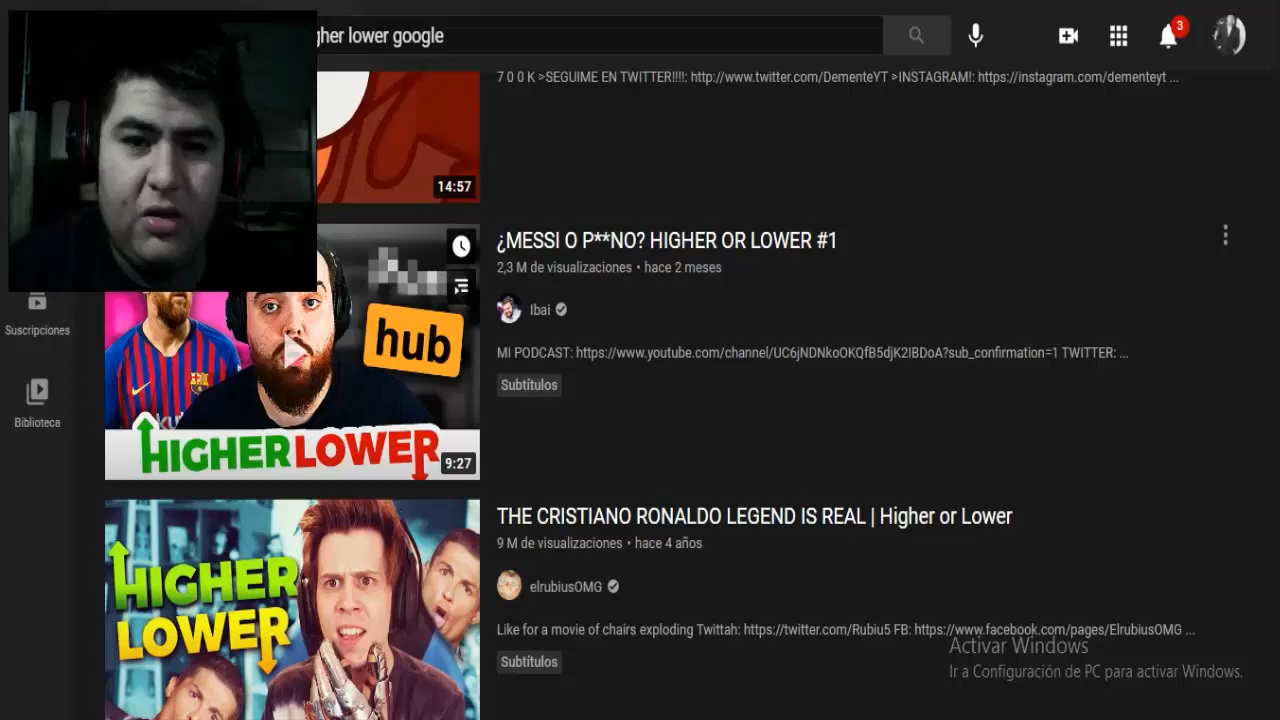 gher lower google
3
7 0 0 K >SEGUIME EN TWITTER!!!!: http://www.twitter.com/DementeYT >INSTAGRAM!: https://instagram.com/dementeyt ...
14:57
¿MESSI O P**NO? HIGHER OR LOWER #1
2,3 M de visualizaciones • hace 2 meses
Ibai
hub
MI PODCAST: https://www.youtube.com/channel/UC6jNDNkoOKQfB5djK2IBDoA?sub_confirmation=1 TWITTER: ...
Subtítulos
HIGHER LOWER
9:27
Suscripciones
Biblioteca
THE CRISTIANO RONALDO LEGEND IS REAL | Higher or Lower
9 M de visualizaciones • hace 4 años
elrubiusOMG
HIGHER
LOWER
Like for a movie of chairs exploding Twittah: https://twitter.com/Rubiu5 FB: https://www.facebook.com/pages/ElrubiusOMG ...
Subtítulos
Activar Windows
Ir a Configuración de PC para activar Windows.